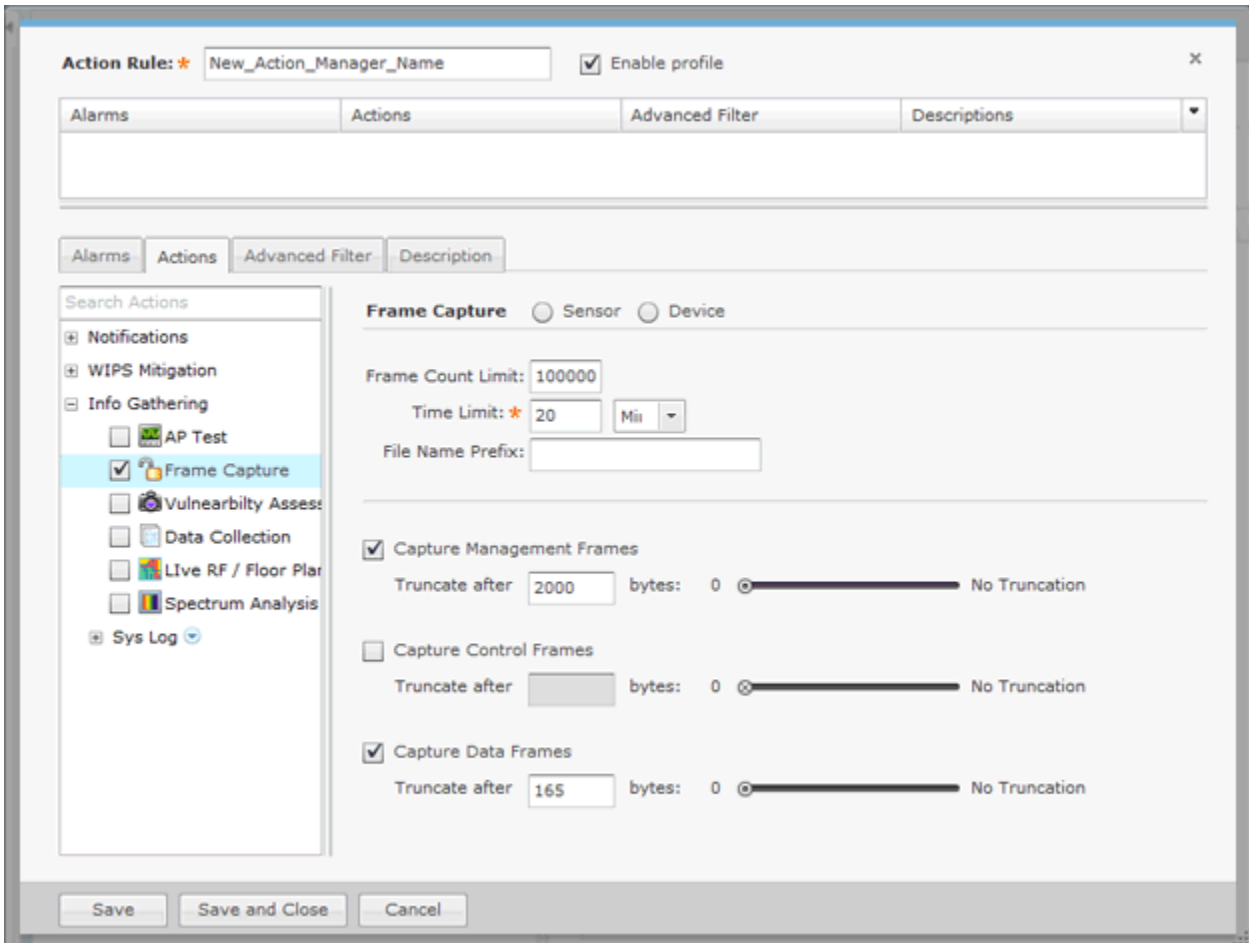 Action Rule: * New_Action_Manager_Name Enable profile
Alarms Actions Advanced Filter Descriptions
Alarms Actions Advanced Filter Description
Search Actions
Notifications
WIPS Mitigation
Info Gathering
AP Test
Frame Capture
Vulnearbilty Assess
Data Collection
LIve RF / Floor Plan
Spectrum Analysis
Sys Log
Frame Capture Sensor Device
Frame Count Limit: 100000
Time Limit: * 20 Min
File Name Prefix:
Capture Management Frames
Truncate after 2000 bytes: 0 No Truncation
Capture Control Frames
Truncate after bytes: 0 No Truncation
Capture Data Frames
Truncate after 165 bytes: 0 No Truncation
Save Save and Close Cancel